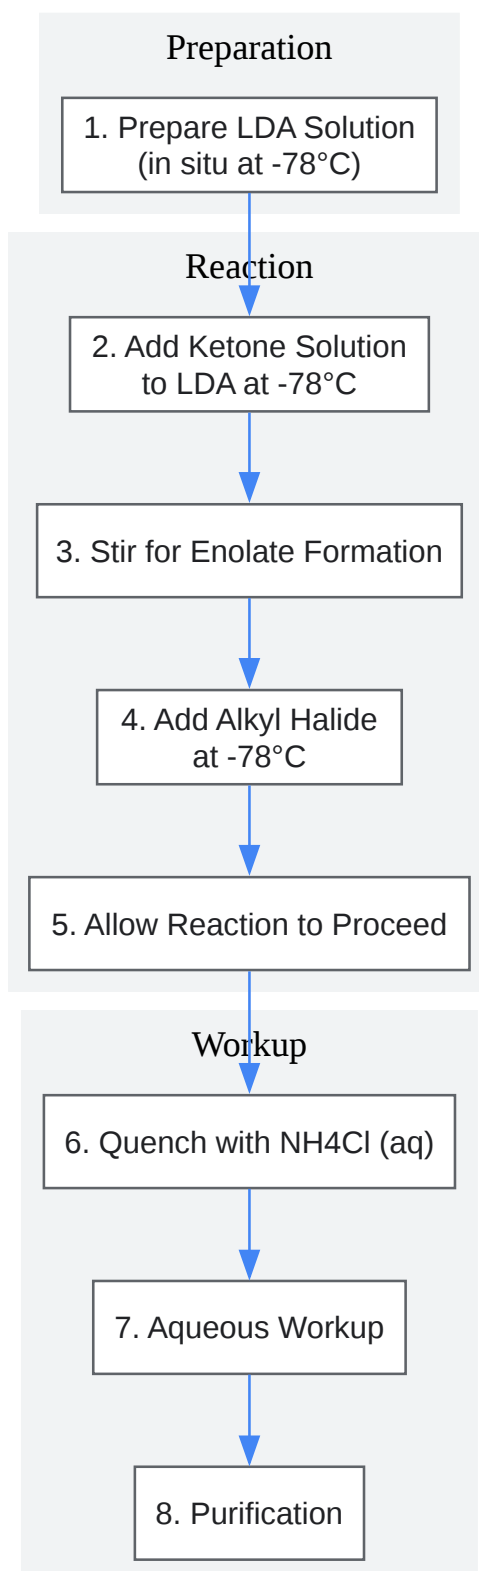 Preparation
1. Prepare LDA Solution
(in situ at -78°C)
Reaction
2. Add Ketone Solution
to LDA at -78°C
3. Stir for Enolate Formation
4. Add Alkyl Halide
at -78°C
5. Allow Reaction to Proceed
Workup
6. Quench with NH4Cl (aq)
7. Aqueous Workup
8. Purification